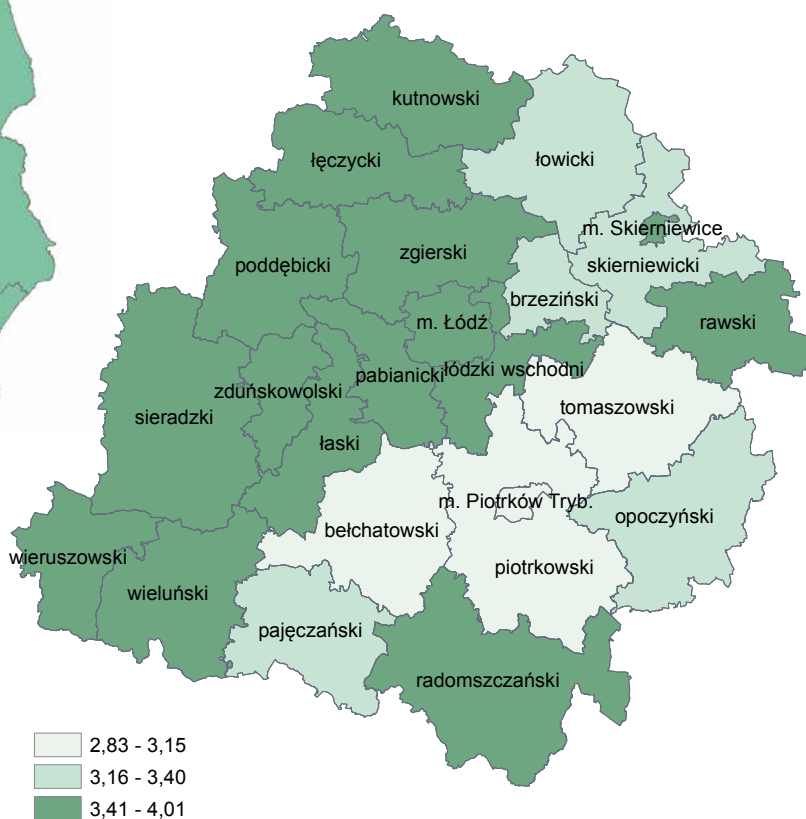 kutnowski
łęczycki
łowicki
m. Skierniewice
poddębicki
zgierski
skierniewicki
brzeziński
m. Łódź
rawski
pabianicki
łódzki wschodni
zduńskowolski
tomaszowski
sieradzki
łaski
m. Piotrków Tryb.
opoczyński
bełchatowski
wieruszowski
piotrkowski
wieluński
pajęczański
radomszczański
2,83 - 3,15
3,16 - 3,40
3,41 - 4,01